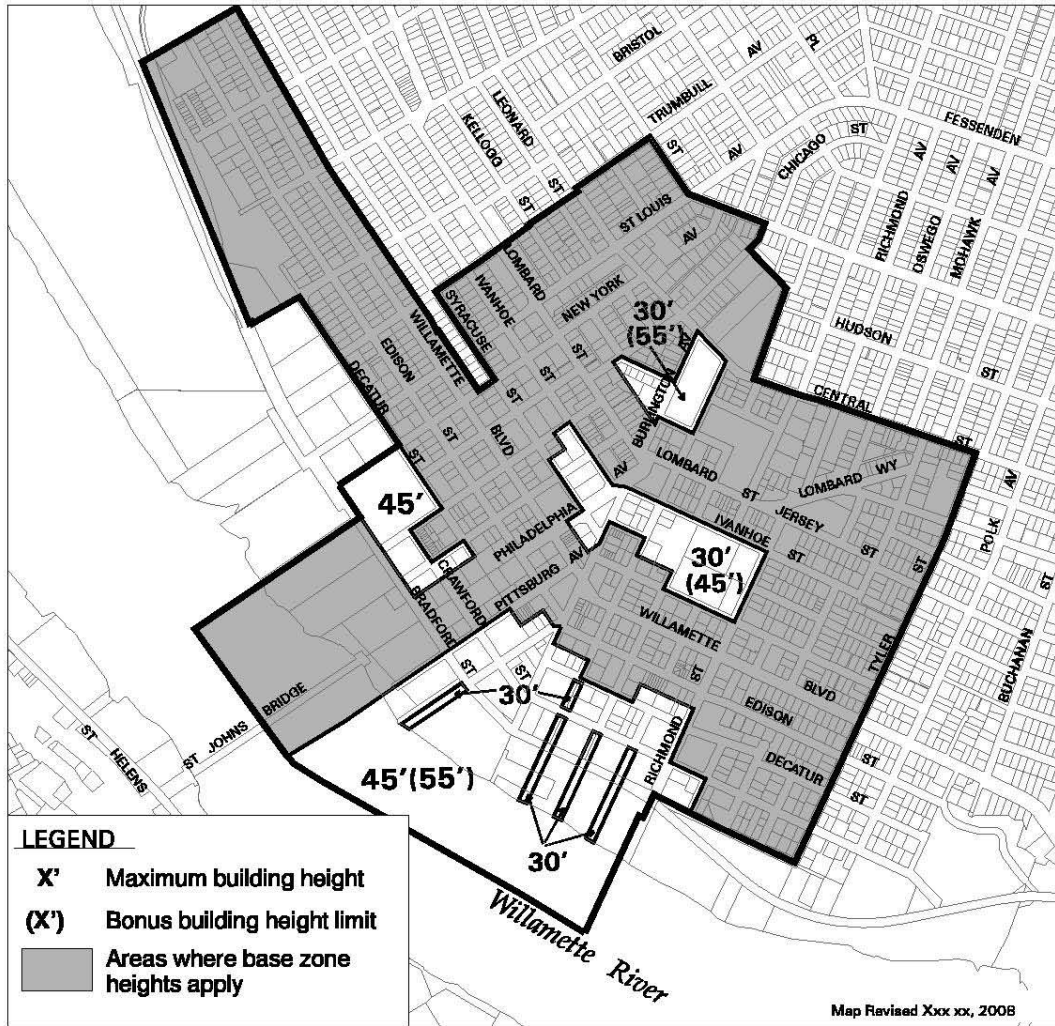 BRISTOL
AV
PL
TRUMBULL
LEONARD
KELLOGG
ST
ST
ST
AV
CHICAGO
ST
FESSENDEN
RICHMOND
AV
OSWEGO
AV
MOHAWK
AV
ST LOUIS
AV
LOMBARD
IVANHOE
SYRACUSE
NEW YORK
WILLAMETTE
EDISON
DECATUR
30'
(55')
AV
BURLINGTON
HUDSON
ST
CENTRAL
ST
ST
ST
ST
BLVD
ST
ST
AV
LOMBARD
ST
LOMBARD WY
JERSEY
ST
IVANHOE
ST
ST
AV
POLK
ST
BUCHANAN
TYLER
45'
PHILADELPHIA
AV
PITTSBURG
CRAWFORD
BRADFORD
ST
ST
30'
(45')
WILLAMETTE
BLVD
ST
EDISON
ST
DECATUR
ST
RICHMOND
30'
BRIDGE
ST JOHNS
ST HELENS
45'(55')
30'
Willamette River
LEGEND
X' Maximum building height
(X') Bonus building height limit
Areas where base zone
heights apply
Map Revised Xxx xx, 2008